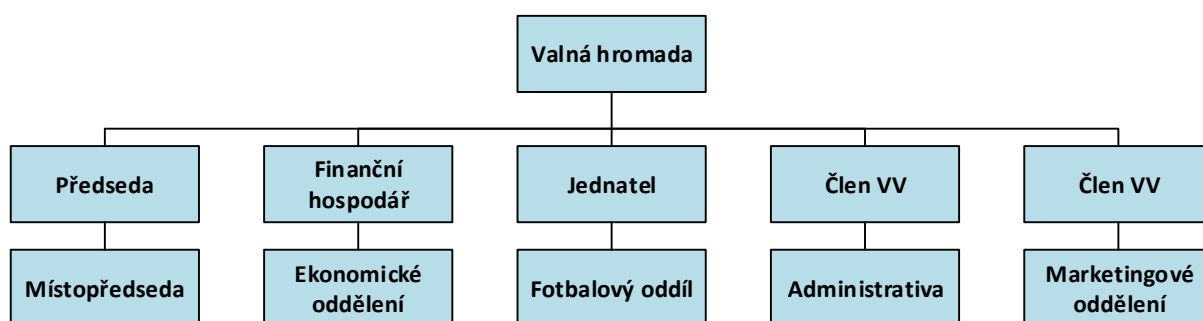 Valná hromada
Předseda
Finanční
hospodář
Jednatel
Člen VV
Člen VV
Místopředseda
Ekonomické
oddělení
Fotbalový oddíl
Administrativa
Marketingové
oddělení